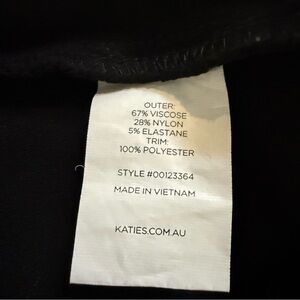 OUTER:
67% VISCOSE
28% NYLON
5% ELASTANE
TRIM:
100% POLYESTER
STYLE #00123364
MADE IN VIETNAM
KATIES.COM.AU